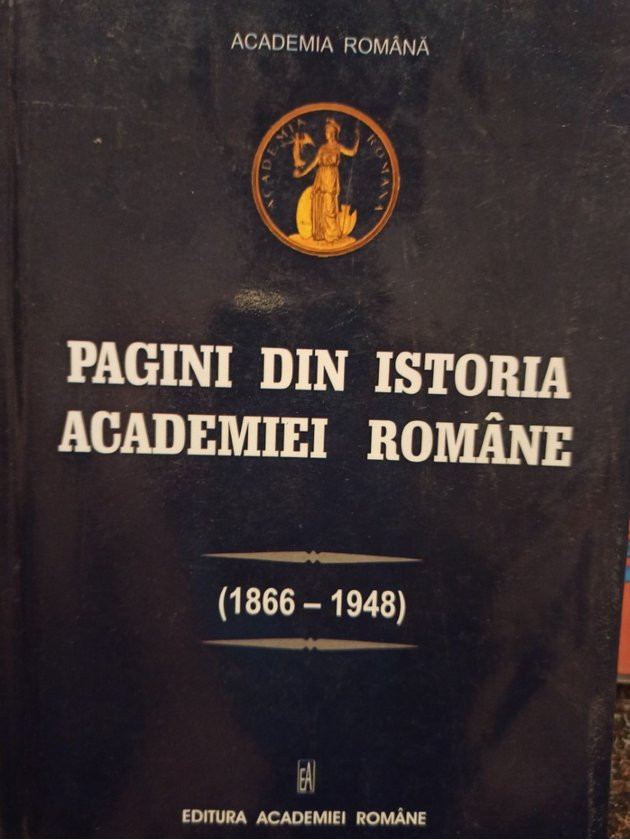 ACADEMIA ROMÂNĂ
ACADEMIA ROMANA
PAGINI DIN ISTORIA
ACADEMIEI ROMÂNE
(1866 – 1948)
EA
EDITURA ACADEMIEI ROMÂNE